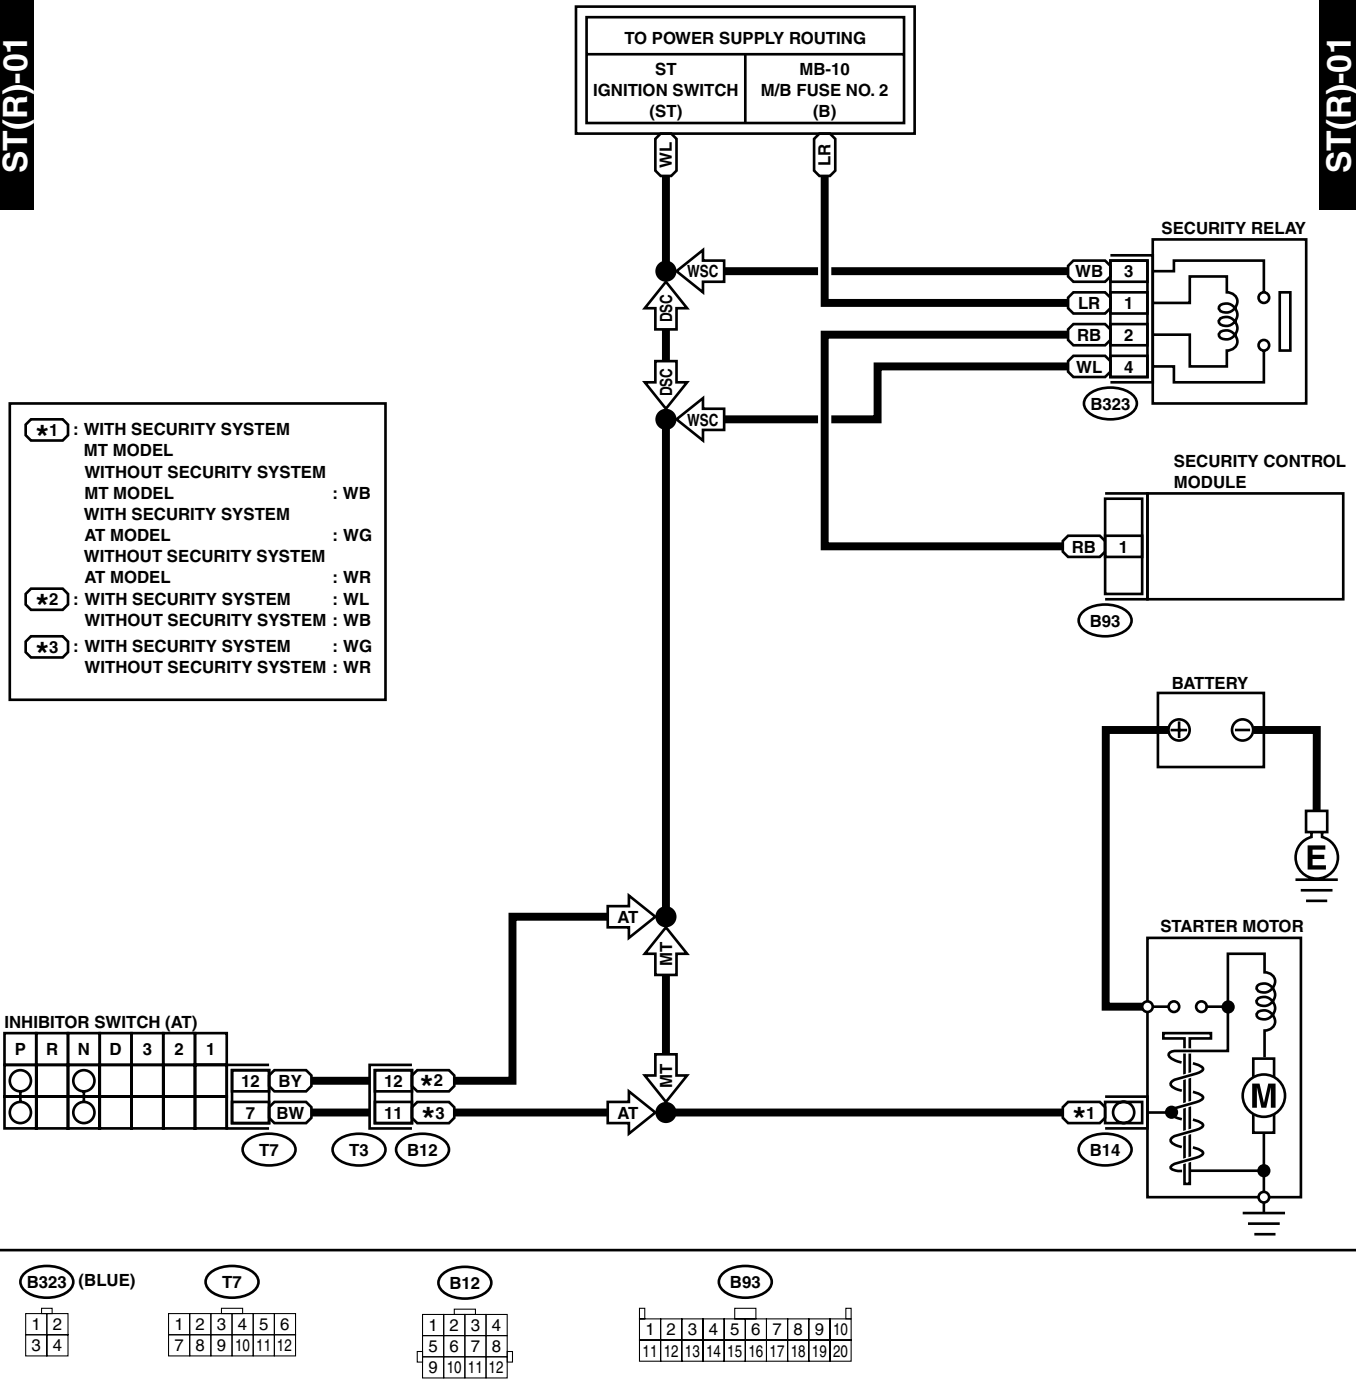 ST(R)-01
ST(R)-01
TO POWER SUPPLY ROUTING
ST
IGNITION SWITCH
(ST)
MB-10
M/B FUSE NO. 2
(B)
WL
LR
SECURITY RELAY
WSC
WB 3
DSC
LR 1
RB 2
DSC
WL 4
B323
WSC
*1 : WITH SECURITY SYSTEM
MT MODEL
WITHOUT SECURITY SYSTEM
MT MODEL : WB
WITH SECURITY SYSTEM
AT MODEL : WG
WITHOUT SECURITY SYSTEM
AT MODEL : WR
*2 : WITH SECURITY SYSTEM : WL
WITHOUT SECURITY SYSTEM : WB
*3 : WITH SECURITY SYSTEM : WG
WITHOUT SECURITY SYSTEM : WR
SECURITY CONTROL
MODULE
RB 1
B93
BATTERY
+ −
E
AT
MT
STARTER MOTOR
INHIBITOR SWITCH (AT)
P R N D 3 2 1
12 BY 12 *2
7 BW 11 *3
MT
AT
*1
M
T7 T3 B12 B14
B323 (BLUE)
1 2
3 4
T7
1 2 3 4 5 6
7 8 9 10 11 12
B12
1 2 3 4
5 6 7 8
9 10 11 12
B93
1 2 3 4 5 6 7 8 9 10
11 12 13 14 15 16 17 18 19 20